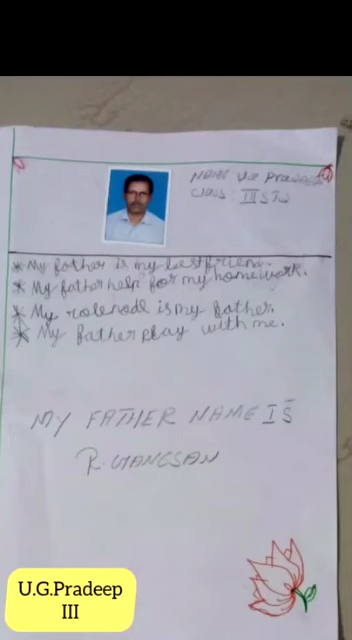 NAME: U.G Pradeep
CLASS: III STD
* My father is my best friend.
* My father help for my homework.
* My rolemodel is my father.
* My father play with me.
MY FATHER NAME IS
R.
U.G.Pradeep
III